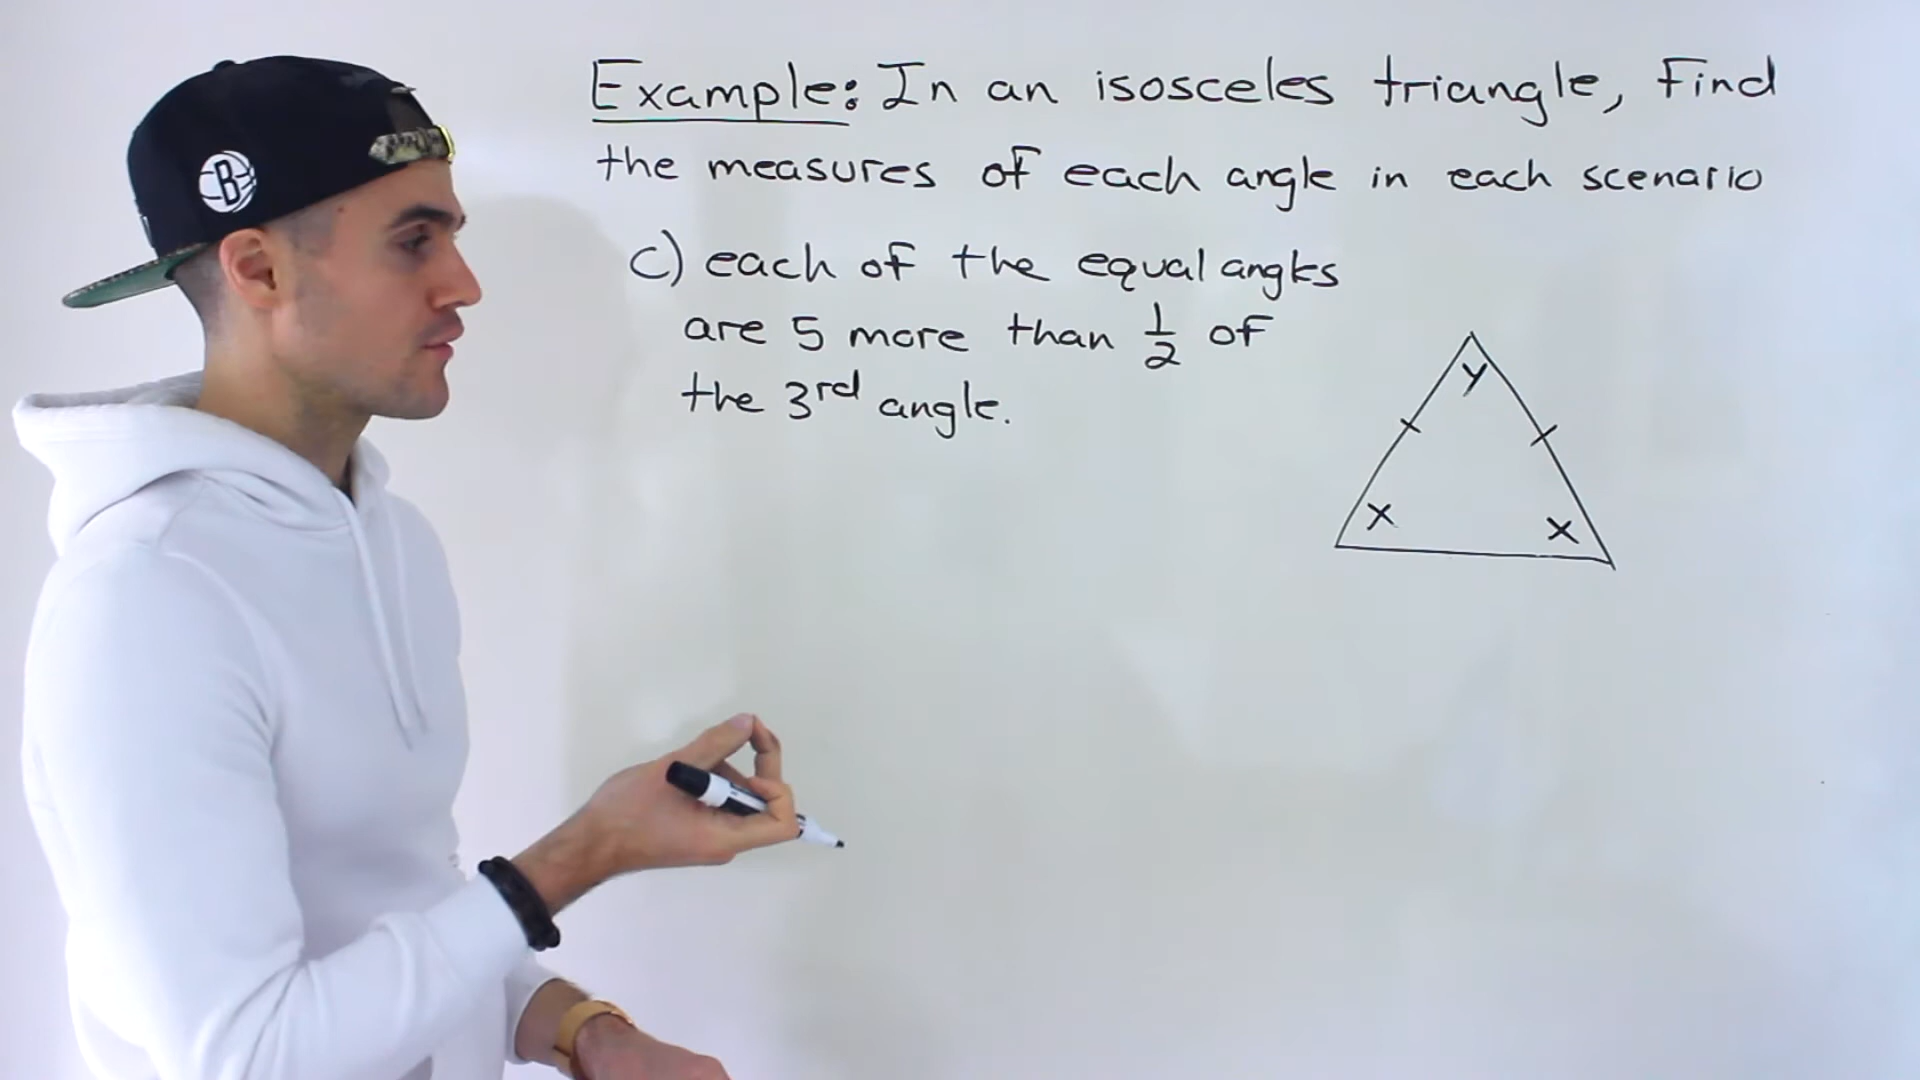 Example: In an isosceles triangle, Find
the measures of each angle in each scenario
c) each of the equal angles
are 5 more than 1/2 of
the 3rd angle.
y
x x
B